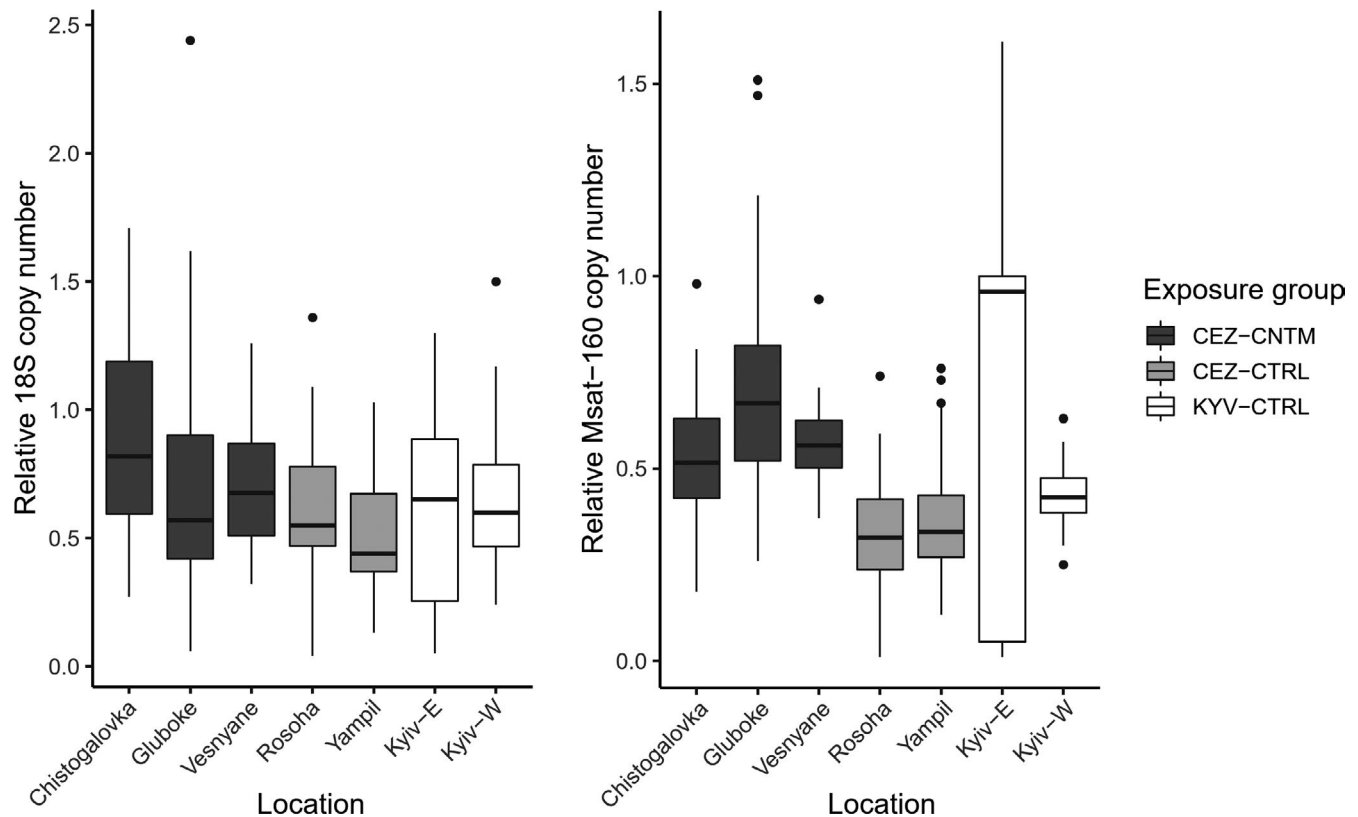 Relative 18S copy number
2.5
2.0
1.5
1.0
0.5
0.0
Chistogalovka
Gluboke
Vesnyane
Rosoha
Yampil
Kyiv-E
Kyiv-W
Location
Relative Msat-160 copy number
1.5
1.0
0.5
0.0
Chistogalovka
Gluboke
Vesnyane
Rosoha
Yampil
Kyiv-E
Kyiv-W
Location
Exposure group
CEZ-CNTM
CEZ-CTRL
KYV-CTRL